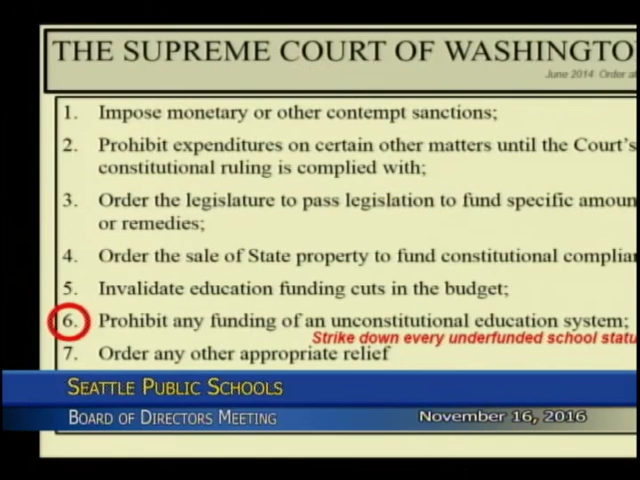 THE SUPREME COURT OF WASHINGTO
June 2014 Order at
1. Impose monetary or other contempt sanctions;
2. Prohibit expenditures on certain other matters until the Court's
constitutional ruling is complied with;
3. Order the legislature to pass legislation to fund specific amoun
or remedies;
4. Order the sale of State property to fund constitutional complian
5. Invalidate education funding cuts in the budget;
6. Prohibit any funding of an unconstitutional education system;
Strike down every underfunded school statu
7. Order any other appropriate relief
SEATTLE PUBLIC SCHOOLS
BOARD OF DIRECTORS MEETING November 16, 2016